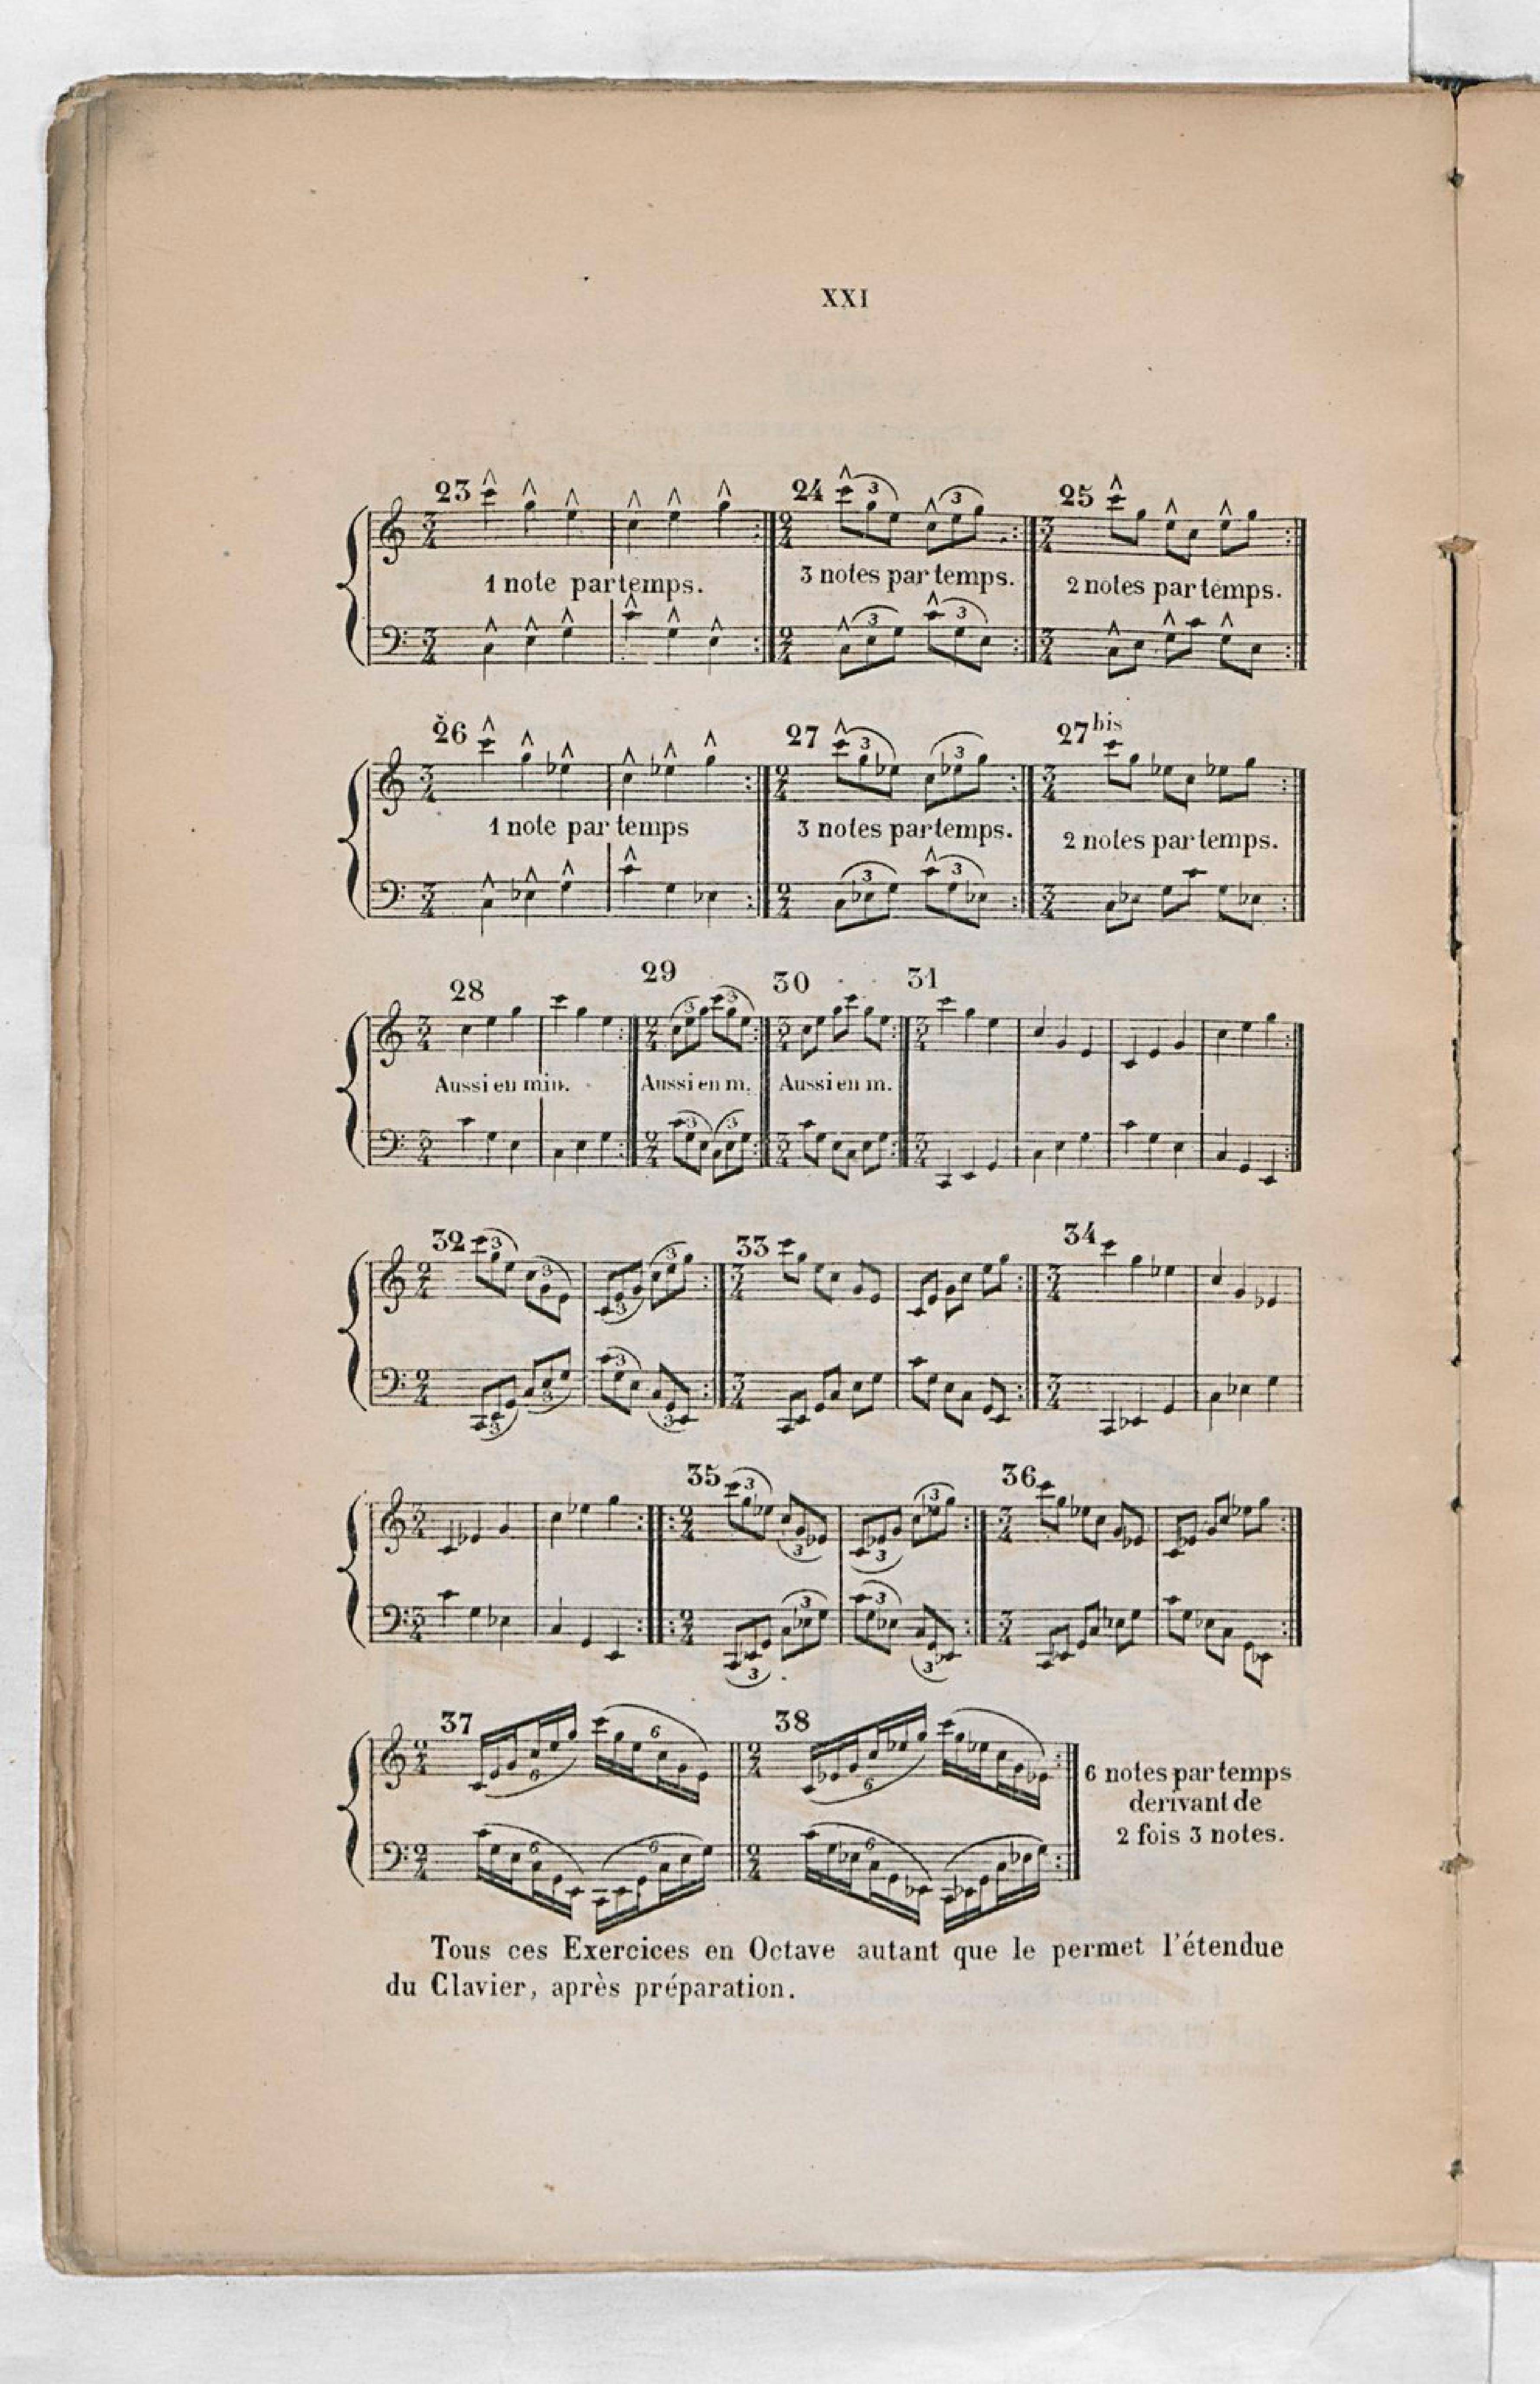 XXI
23 24 25
1 note par temps. 3 notes par temps. 2 notes par temps.
26 27 27 bis
1 note par temps 3 notes par temps. 2 notes par temps.
28 29 30 31
Aussi en min. Aussi en m. Aussi en m.
32 33 34
35 36
37 38
6 notes par temps
derivant de
2 fois 3 notes.
Tous ces Exercices en Octave autant que le permet l'étendue
du Clavier, après préparation.